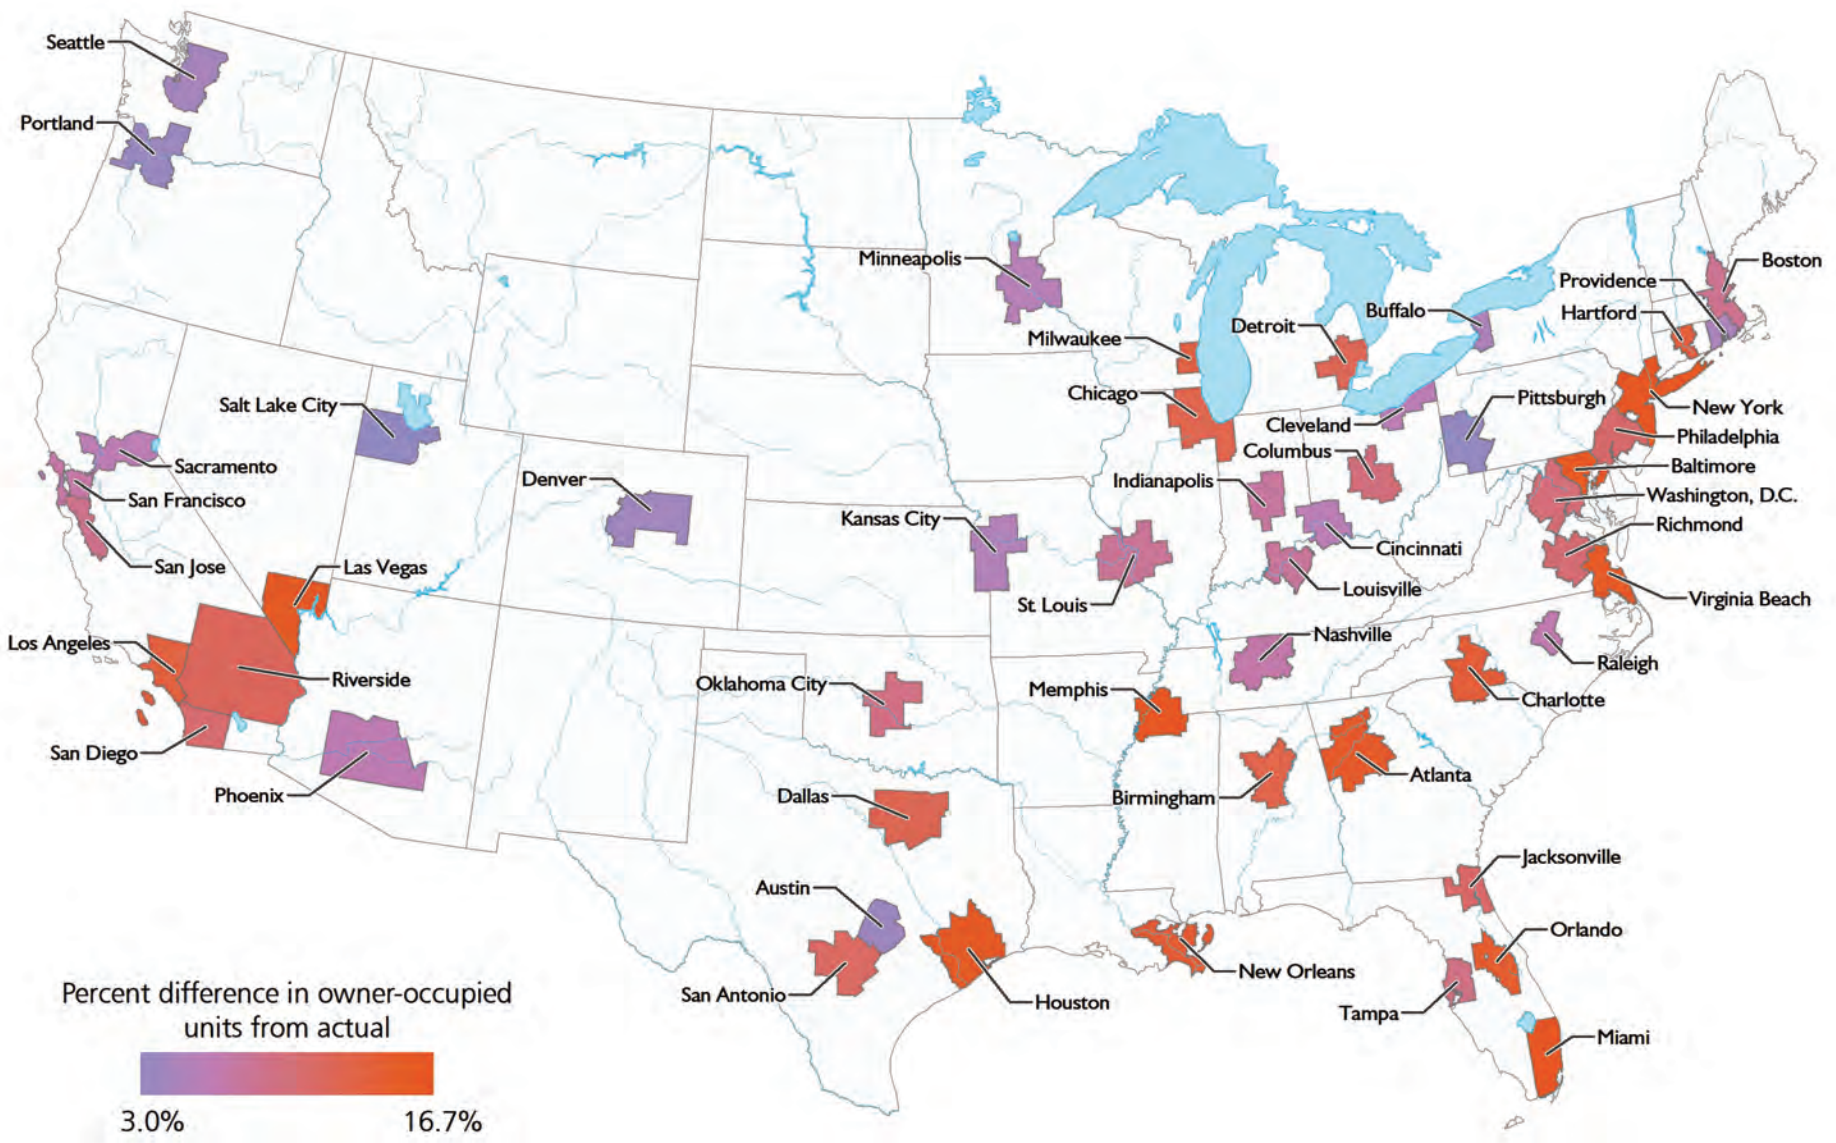 Seattle
Portland
Minneapolis
Boston
Providence
Hartford
Buffalo
Detroit
Milwaukee
Chicago
Pittsburgh
New York
Salt Lake City
Cleveland
Philadelphia
Columbus
Sacramento
Baltimore
Denver
Indianapolis
Washington, D.C.
San Francisco
Kansas City
Richmond
Cincinnati
San Jose
Las Vegas
Louisville
St Louis
Virginia Beach
Los Angeles
Nashville
Raleigh
Riverside
Oklahoma City
Memphis
Charlotte
San Diego
Atlanta
Phoenix
Dallas
Birmingham
Jacksonville
Austin
Orlando
New Orleans
San Antonio
Houston
Tampa
Miami
Percent difference in owner-occupied
units from actual
3.0%
16.7%